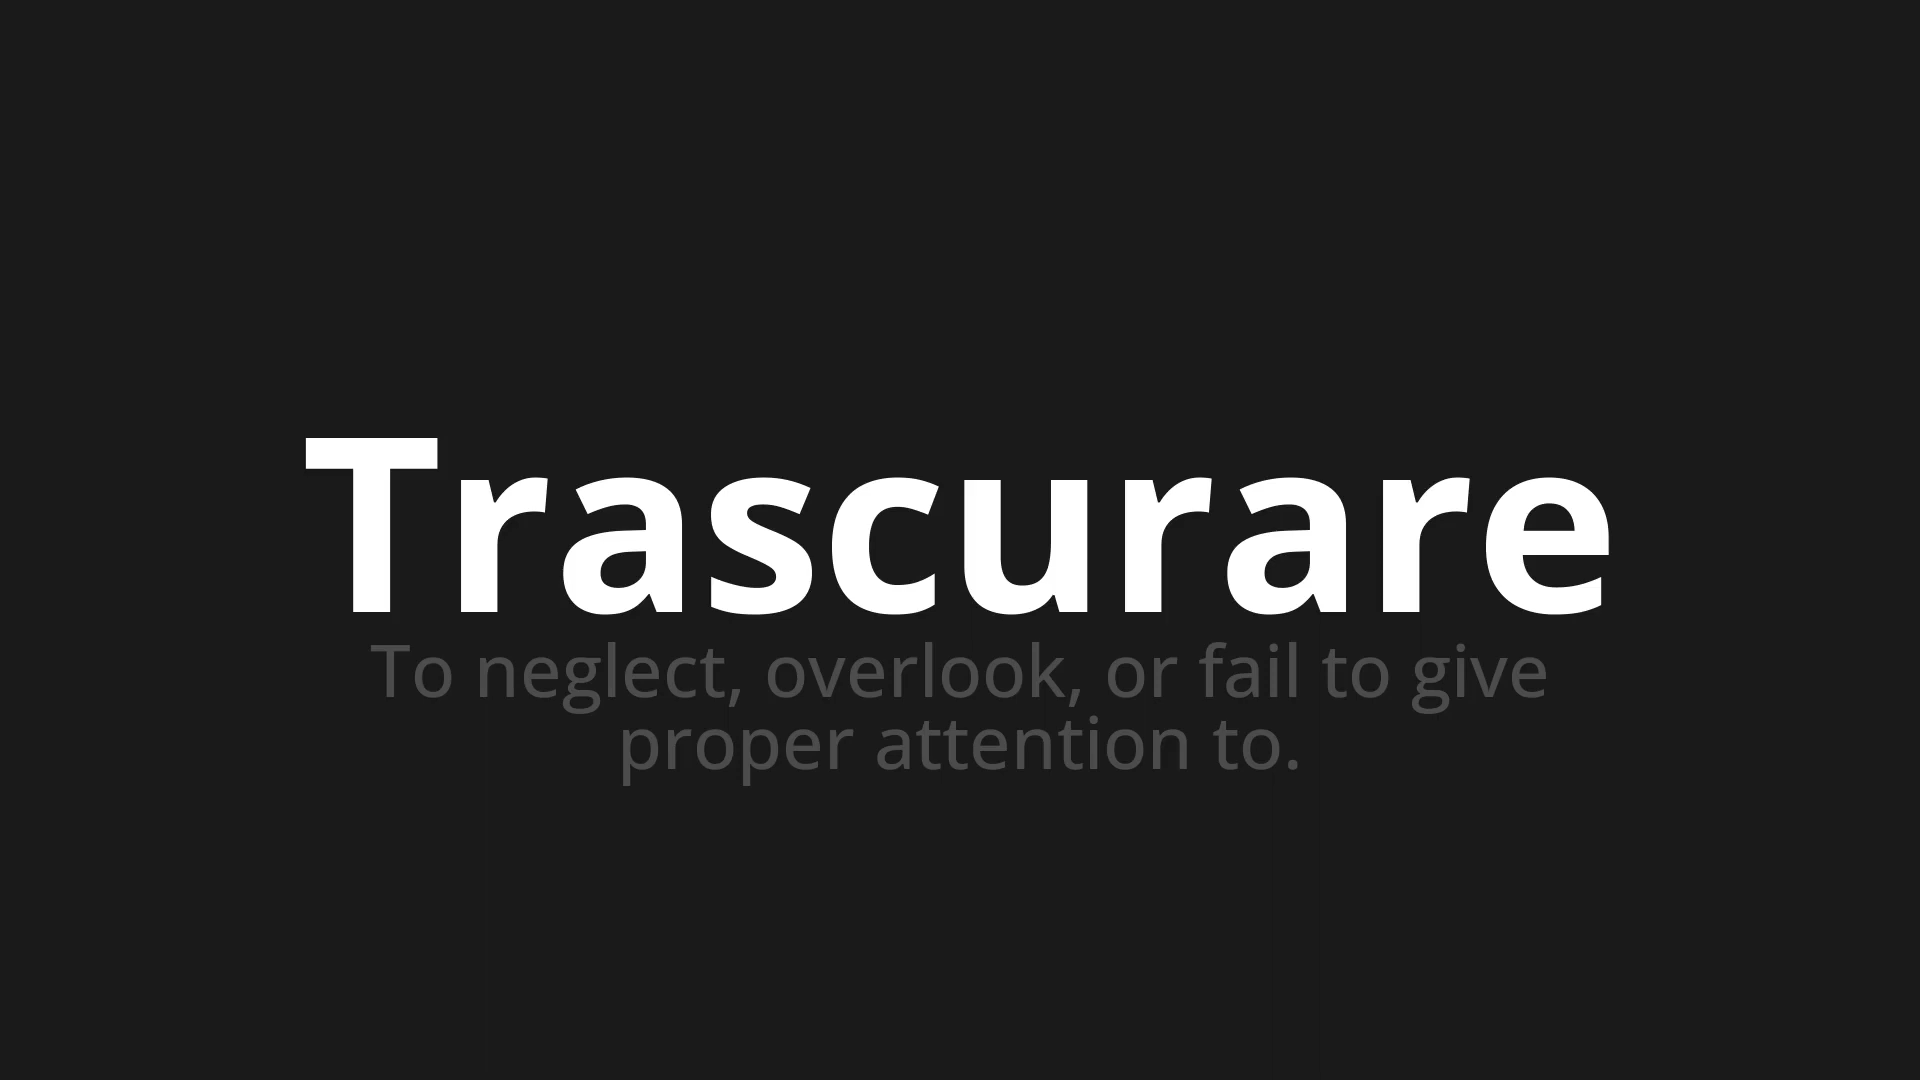 Trascurare
To neglect, overlook, or fail to give
proper attention to.